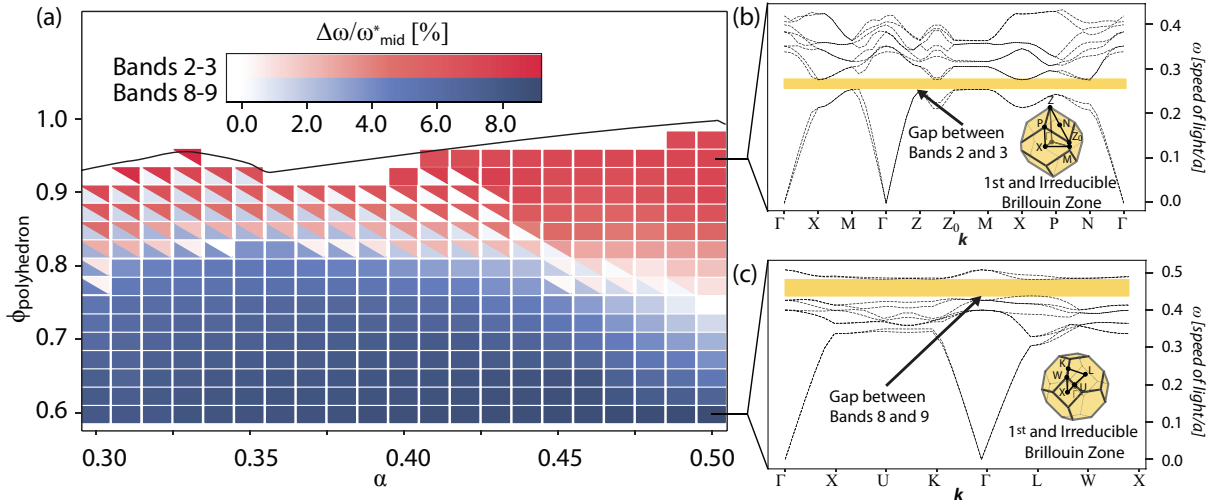 (a)
Δω/ω*mid [%]
Bands 2-3
Bands 8-9
0.0 2.0 4.0 6.0 8.0
ϕpolyhedron
1.0
0.9
0.8
0.7
0.6
0.30 0.35 0.40 0.45 0.50
α
(b)
Gap between
Bands 2 and 3
Z
P N
Z0
X
M
1st and Irreducible
Brillouin Zone
0.4
0.3
0.2
0.1
0.0
ω [speed of light/a]
Γ X M Γ Z Z0 M X P N Γ
k
(c)
Gap between
Bands 8 and 9
K
L
W
U
X
1st and Irreducible
Brillouin Zone
0.5
0.4
0.3
0.2
0.1
0.0
ω [speed of light/a]
Γ X U K Γ L W X
k